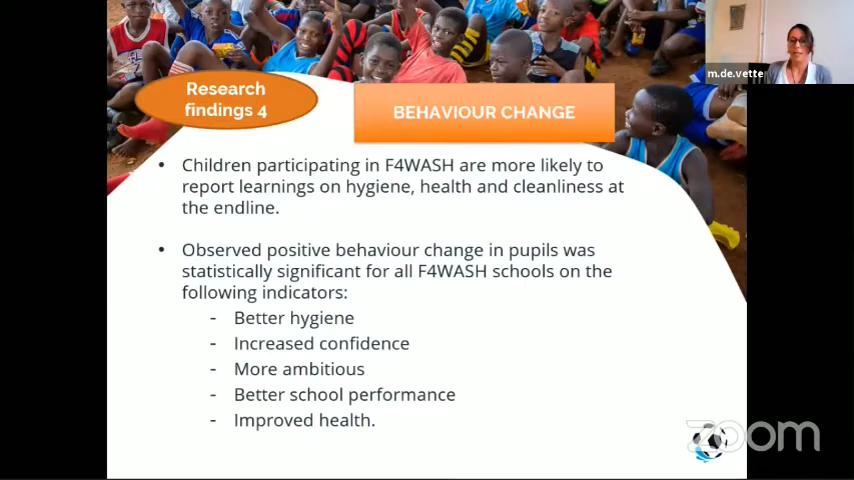 m.de.vette
Research
findings 4
BEHAVIOUR CHANGE
• Children participating in F4WASH are more likely to
report learnings on hygiene, health and cleanliness at
the endline.
• Observed positive behaviour change in pupils was
statistically significant for all F4WASH schools on the
following indicators:
- Better hygiene
- Increased confidence
- More ambitious
- Better school performance
- Improved health.
zoom